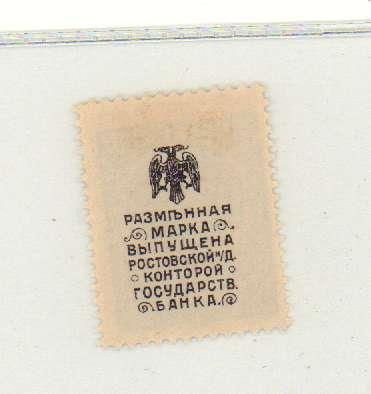 РАЗМѢННАЯ
МАРКА
ВЫПУЩЕНА
РОСТОВСКОЙ Н/Д.
КОНТОРОЙ
ГОСУДАРСТВ.
БАНКА.